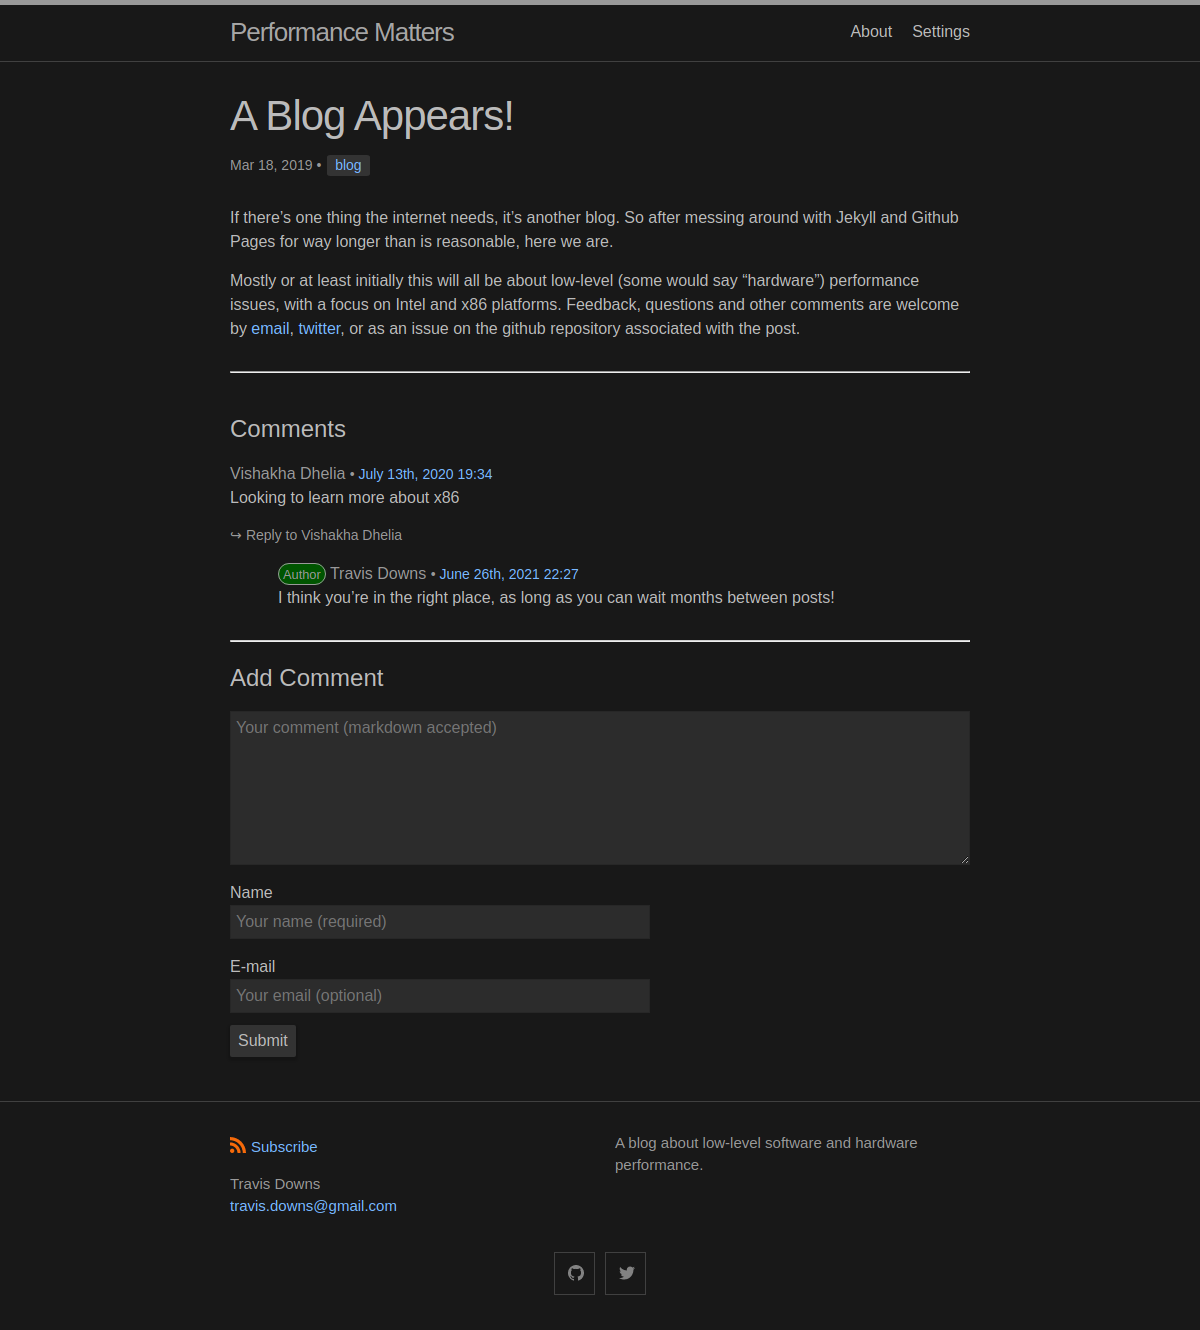 Performance Matters
About Settings
A Blog Appears!
Mar 18, 2019 • blog
If there’s one thing the internet needs, it’s another blog. So after messing around with Jekyll and Github
Pages for way longer than is reasonable, here we are.
Mostly or at least initially this will all be about low-level (some would say “hardware”) performance
issues, with a focus on Intel and x86 platforms. Feedback, questions and other comments are welcome
by email, twitter, or as an issue on the github repository associated with the post.
Comments
Vishakha Dhelia • July 13th, 2020 19:34
Looking to learn more about x86
↪ Reply to Vishakha Dhelia
Author Travis Downs • June 26th, 2021 22:27
I think you’re in the right place, as long as you can wait months between posts!
Add Comment
Your comment (markdown accepted)
Name
Your name (required)
E-mail
Your email (optional)
Submit
Subscribe
Travis Downs
travis.downs@gmail.com
A blog about low-level software and hardware
performance.